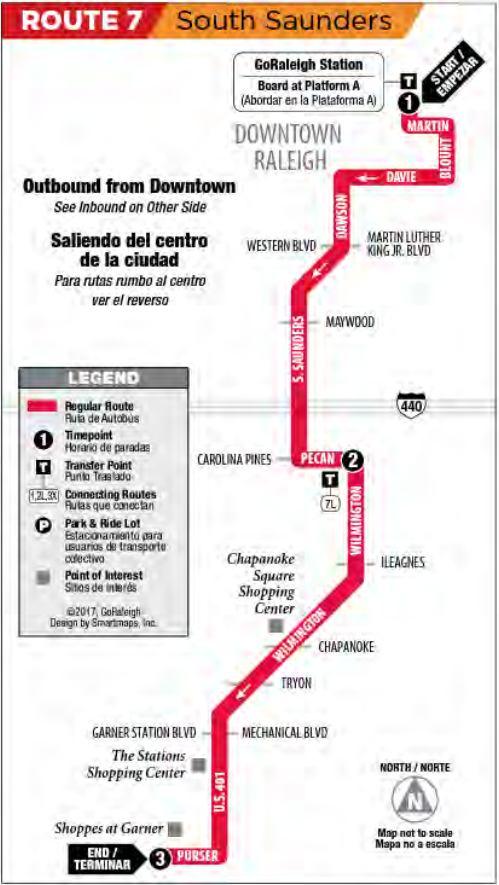 ROUTE 7 South Saunders
GoRaleigh Station
Board at Platform A
(Abordar en la Plataforma A)
T
1
START /
EMPEZAR
MARTIN
BLOUNT
DAVIE
DOWNTOWN
RALEIGH
DAWSON
Outbound from Downtown
See Inbound on Other Side
Saliendo del centro
de la ciudad
Para rutas rumbo al centro
ver el reverso
WESTERN BLVD
MARTIN LUTHER
KING JR. BLVD
MAYWOOD
S. SAUNDERS
440
CAROLINA PINES
PECAN
2
T
7L
WILMINGTON
ILEAGNES
Chapanoke
Square
Shopping
Center
WILMINGTON
CHAPANOKE
TRYON
GARNER STATION BLVD
MECHANICAL BLVD
The Stations
Shopping Center
U.S.401
Shoppes at Garner
END /
TERMINAR
3
PURSER
LEGEND
Regular Route
Ruta de Autobús
1
Timepoint
Horario de paradas
T
Transfer Point
Punto Traslado
1,2L,3X
Connecting Routes
Rutas que conectan
P
Park & Ride Lot
Estacionamiento para
usuarios de transporte
colectivo
Point of Interest
Sitios de interés
©2017, GoRaleigh
Design by Smartmaps, Inc.
NORTH / NORTE
N
Map not to scale
Mapa no a escala